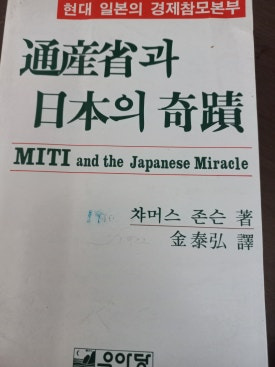 현대 일본의 경제참모본부
通産省과
日本의 奇蹟
MITI and the Japanese Miracle
챠머스 존슨 著
金泰弘 譯